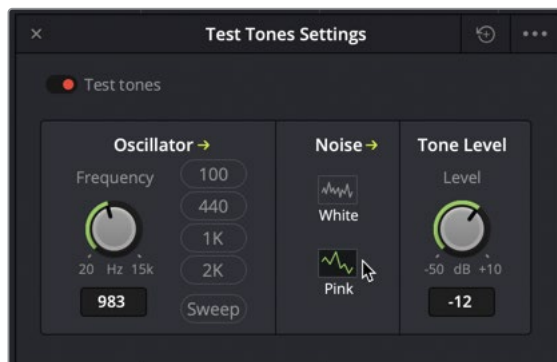 Test Tones Settings
Test tones
Oscillator
Frequency
20 Hz 15k
983
100
440
1K
2K
Sweep
Noise
White
Pink
Tone Level
Level
-50 dB +10
-12